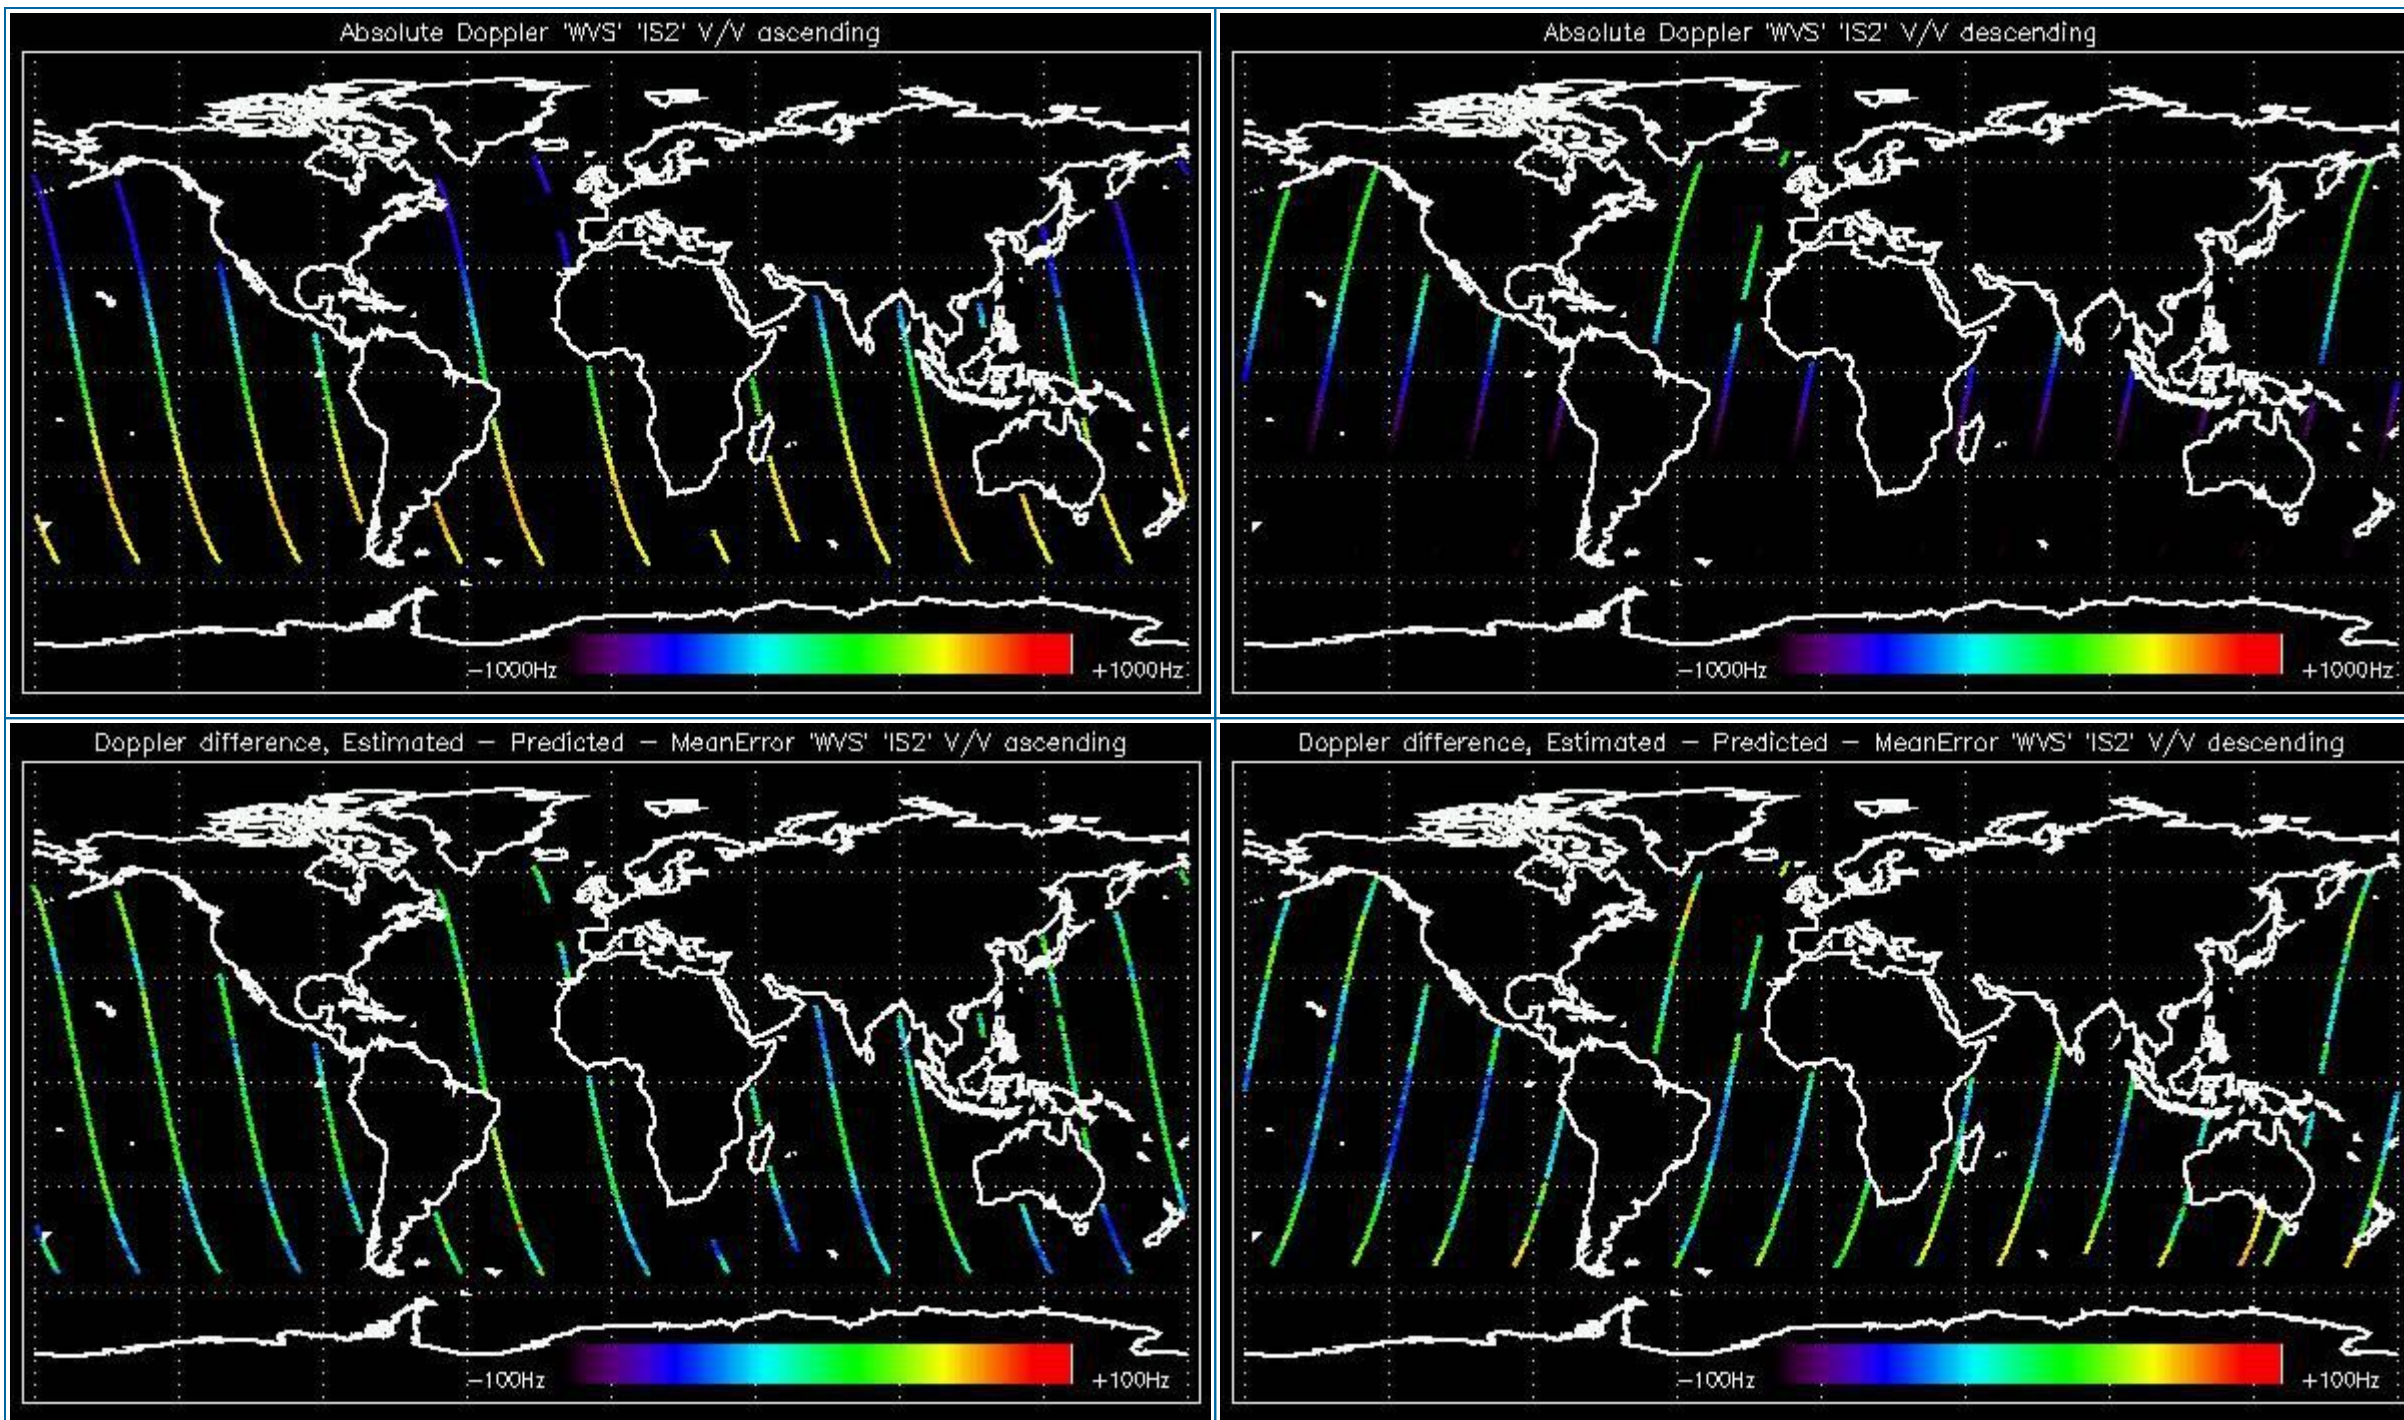 Absolute Doppler 'WVS' 'IS2' V/V ascending
-1000Hz +1000Hz
Absolute Doppler 'WVS' 'IS2' V/V descending
-1000Hz +1000Hz
Doppler difference, Estimated - Predicted - MeanError 'WVS' 'IS2' V/V ascending
-100Hz +100Hz
Doppler difference, Estimated - Predicted - MeanError 'WVS' 'IS2' V/V descending
-100Hz +100Hz